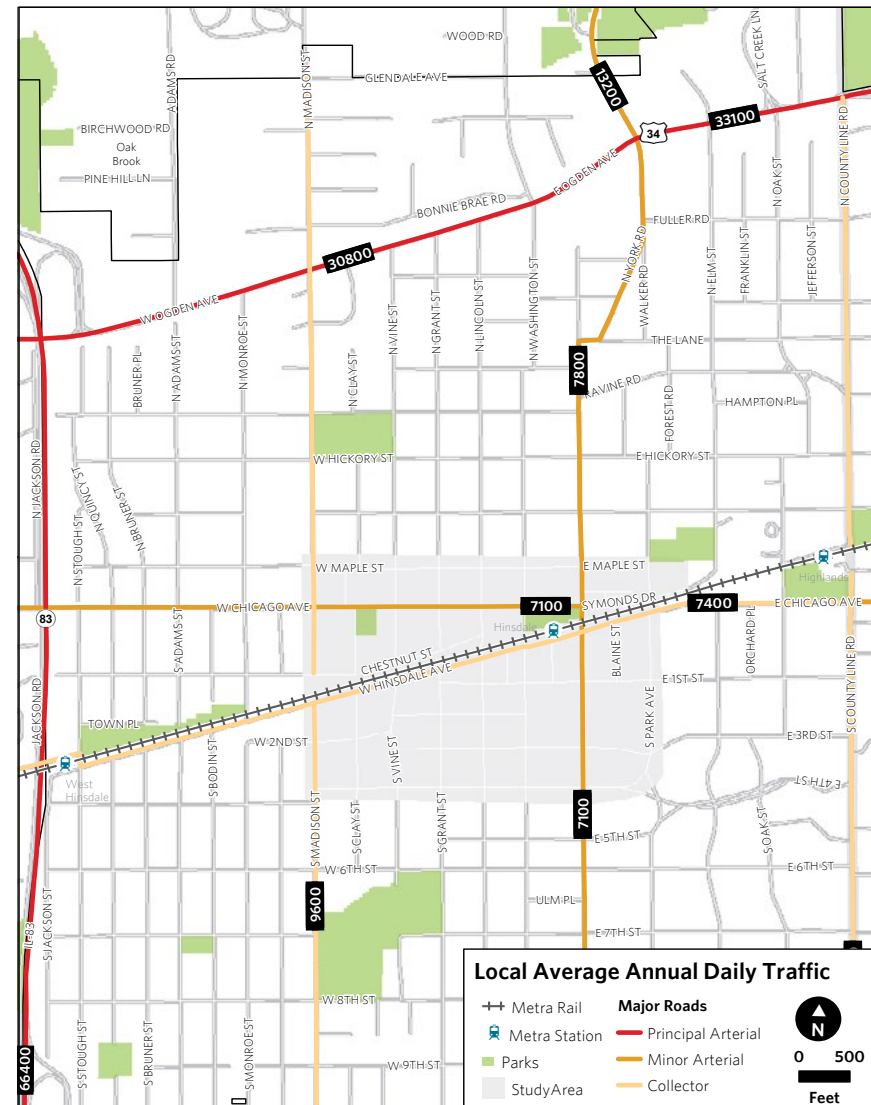 WOOD RD
SALT CREEK LN
ADAMS RD
N MADISON ST
GLENDALE AVE
13200
33100
34
N COUNTY LINE RD
BIRCHWOOD RD
Oak
Brook
PINE HILL LN
E OGDEN AVE
N OAK ST
BONNIE BRAE RD
FULLER RD
30800
N YORK RD
WALKER RD
N ELM ST
FRANKLIN ST
JEFFERSON ST
W OGDEN AVE
N WASHINGTON ST
N LINCOLN ST
N GRANT ST
N VINE ST
THE LANE
BRUNER PL
N ADAMS ST
N MONROE ST
N CLAY ST
7800
RAVINE RD
FOREST RD
HAMPTON PL
W HICKORY ST
E HICKORY ST
N JACKSON RD
N QUINCY ST
N BRUNER ST
N STOUGH ST
W MAPLE ST
E MAPLE ST
Highlands
W CHICAGO AVE
7100
SYMONDS DR
7400
E CHICAGO AVE
83
Hinsdale
S ADAMS ST
CHESTNUT ST
W HINSDALE AVE
BLAINE ST
ORCHARD PL
E 1ST ST
S COUNTY LINE RD
JACKSON RD
TOWN PL
W 2ND ST
S PARK AVE
E 3RD ST
West
Hinsdale
S BODIN ST
S VINE ST
E 4TH ST
S MADISON ST
S CLAY ST
S GRANT ST
7100
E 5TH ST
S OAK ST
W 6TH ST
E 6TH ST
9600
ULM PL
S JACKSON ST
IL-83
E 7TH ST
W 8TH ST
66400
S STOUGH ST
S BRUNER ST
S MONROE ST
W 9TH ST
Local Average Annual Daily Traffic
Metra Rail
Metra Station
Parks
StudyArea
Major Roads
Principal Arterial
Minor Arterial
Collector
N
0 500
Feet